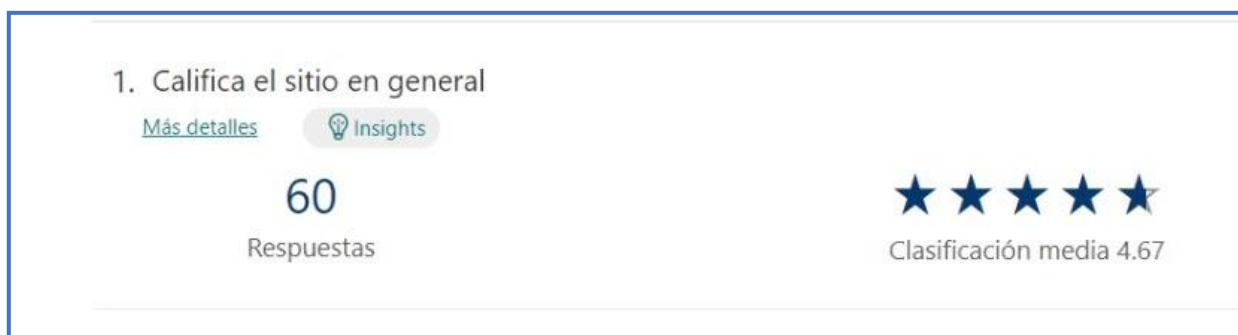 1. Califica el sitio en general
Más detalles
Insights
60
Respuestas
Clasificación media 4.67